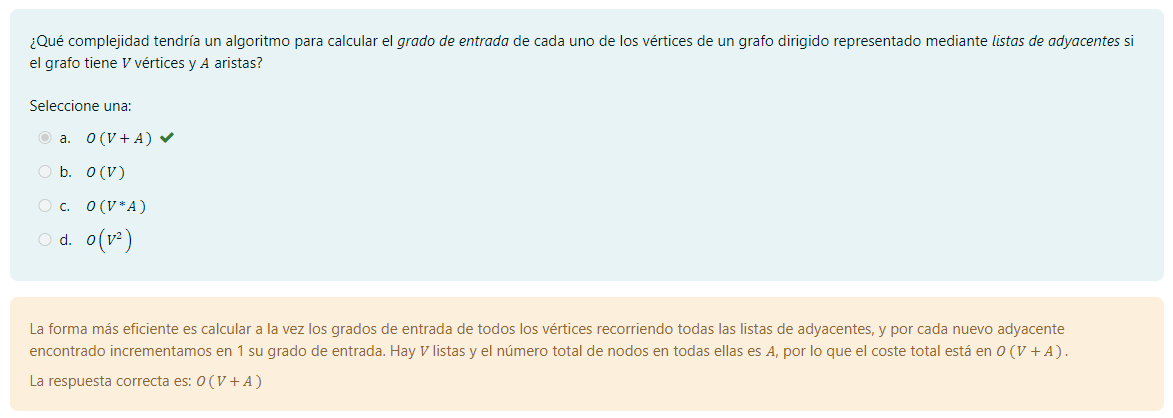 ¿Qué complejidad tendría un algoritmo para calcular el grado de entrada de cada uno de los vértices de un grafo dirigido representado mediante listas de adyacentes si
el grafo tiene V vértices y A aristas?
Seleccione una:
a. O (V + A)
b. O (V)
c. O (V * A)
d. O(V²)
La forma más eficiente es calcular a la vez los grados de entrada de todos los vértices recorriendo todas las listas de adyacentes, y por cada nuevo adyacente
encontrado incrementamos en 1 su grado de entrada. Hay V listas y el número total de nodos en todas ellas es A, por lo que el coste total está en O (V + A).
La respuesta correcta es: O (V + A)